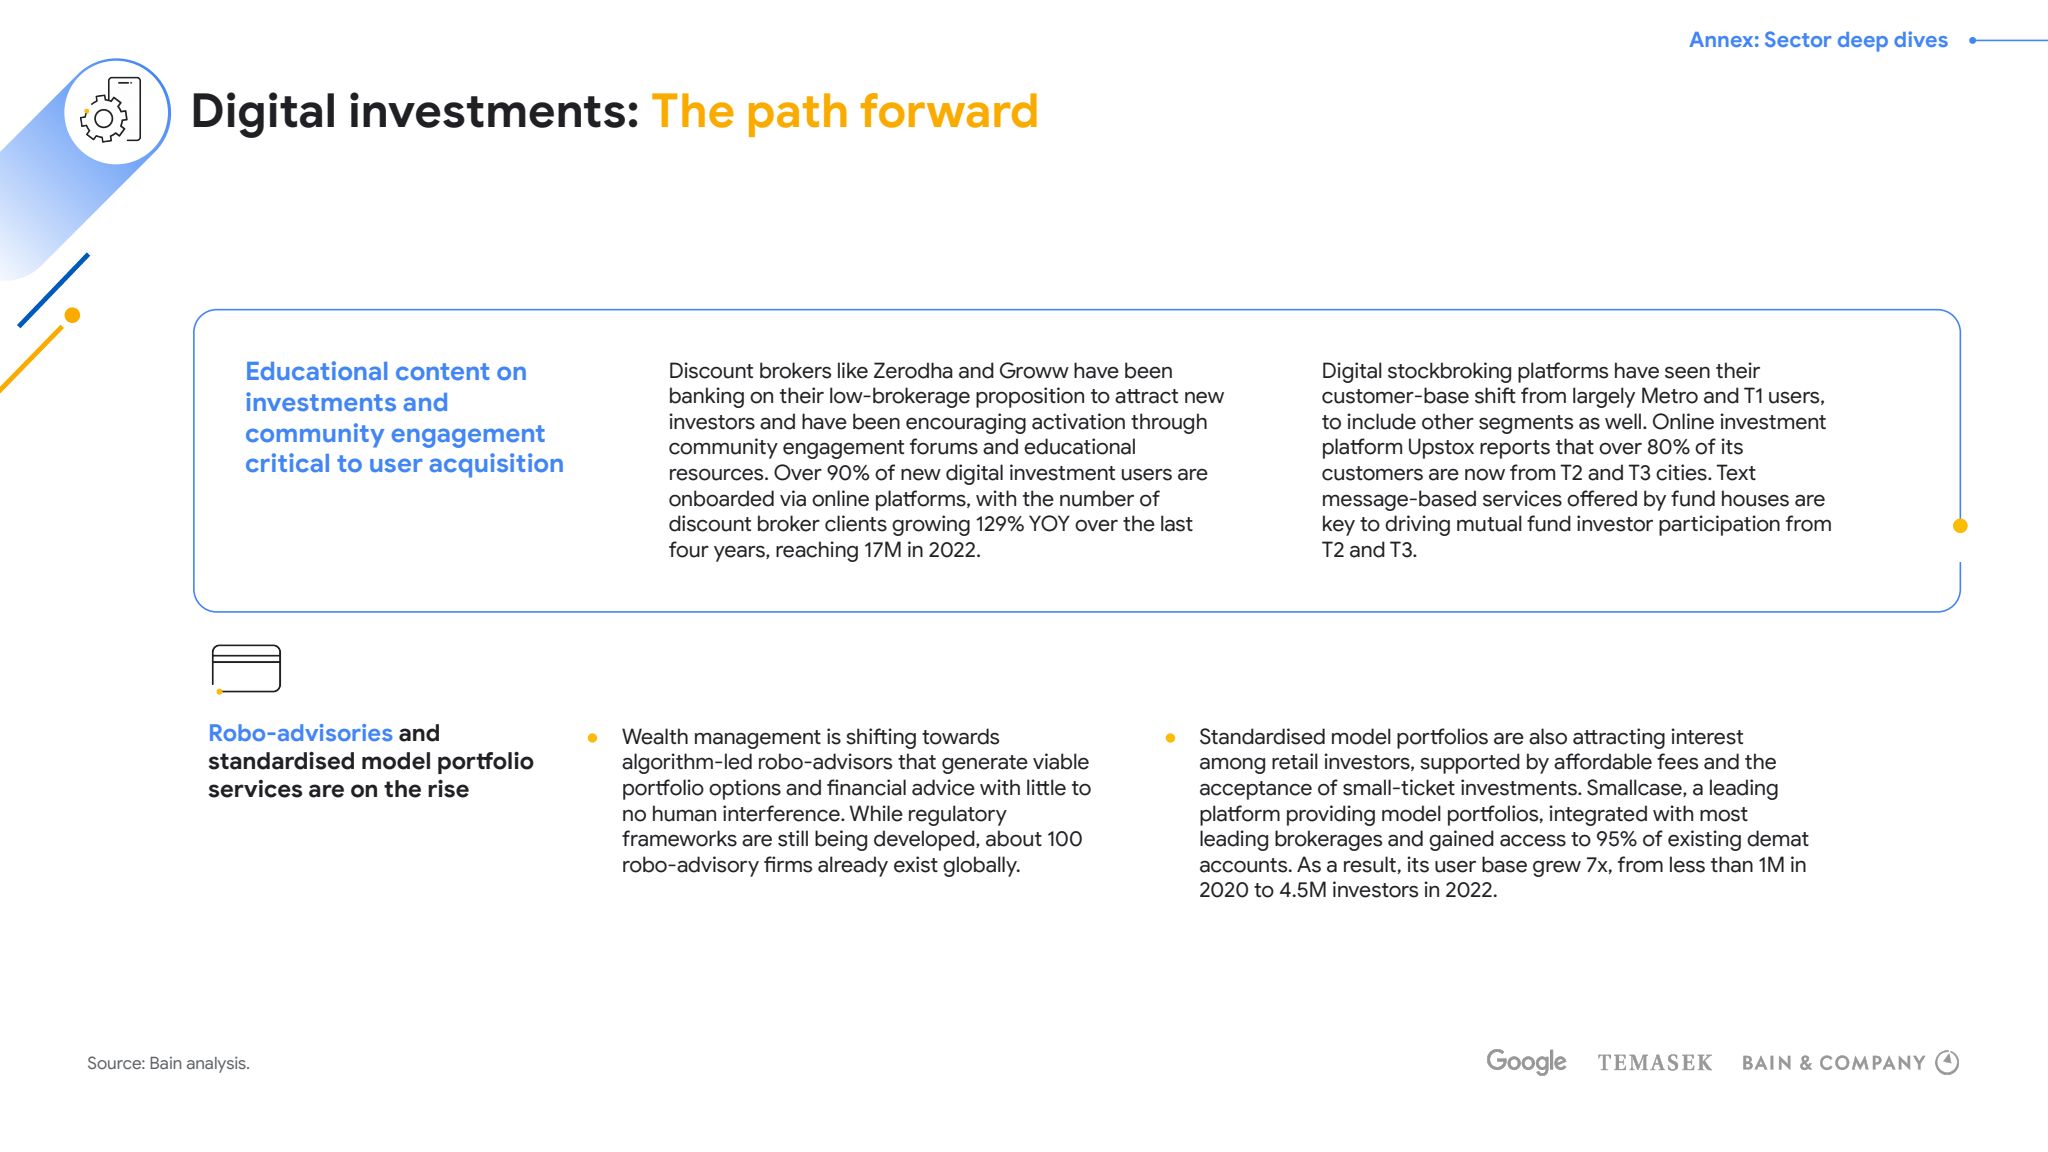 Annex: Sector deep dives
Digital investments: The path forward
Educational content on
investments and
community engagement
critical to user acquisition
Discount brokers like Zerodha and Groww have been
banking on their low-brokerage proposition to attract new
investors and have been encouraging activation through
community engagement forums and educational
resources. Over 90% of new digital investment users are
onboarded via online platforms, with the number of
discount broker clients growing 129% YOY over the last
four years, reaching 17M in 2022.
Digital stockbroking platforms have seen their
customer-base shift from largely Metro and T1 users,
to include other segments as well. Online investment
platform Upstox reports that over 80% of its
customers are now from T2 and T3 cities. Text
message-based services offered by fund houses are
key to driving mutual fund investor participation from
T2 and T3.
Robo-advisories and
standardised model portfolio
services are on the rise
Wealth management is shifting towards
algorithm-led robo-advisors that generate viable
portfolio options and financial advice with little to
no human interference. While regulatory
frameworks are still being developed, about 100
robo-advisory firms already exist globally.
Standardised model portfolios are also attracting interest
among retail investors, supported by affordable fees and the
acceptance of small-ticket investments. Smallcase, a leading
platform providing model portfolios, integrated with most
leading brokerages and gained access to 95% of existing demat
accounts. As a result, its user base grew 7x, from less than 1M in
2020 to 4.5M investors in 2022.
Source: Bain analysis.
Google TEMASEK BAIN & COMPANY